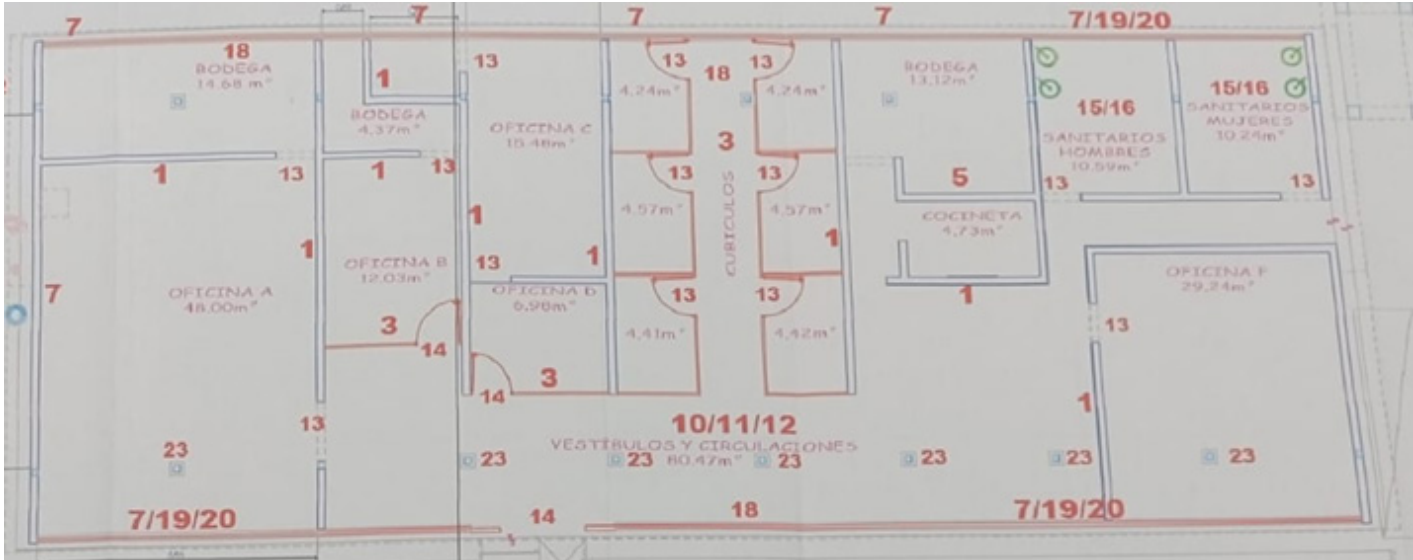 7
7
7
7
7/19/20
18
BODEGA
14.68 m²
1
BODEGA
4.37m²
13
OFICINA C
15.48m²
13
4.24m²
18
13
4.24m²
BODEGA
13.12m²
15/16
SANITARIOS
HOMBRES
10.59m²
15/16
SANITARIOS
MUJERES
10.24m²
1
13
1
13
3
13
13
5
13
13
1
OFICINA A
48.00m²
7
1
OFICINA B
12.03m²
13
1
4.57m²
CUBICULOS
4.57m²
1
COCINETA
4.73m²
1
OFICINA F
29.24m²
OFICINA D
6.98m²
13
13
4.41m²
4.42m²
3
14
3
14
13
13
1
10/11/12
VESTÍBULOS Y CIRCULACIONES
80.47m²
23
23
23
23
23
23
23
7/19/20
14
18
7/19/20